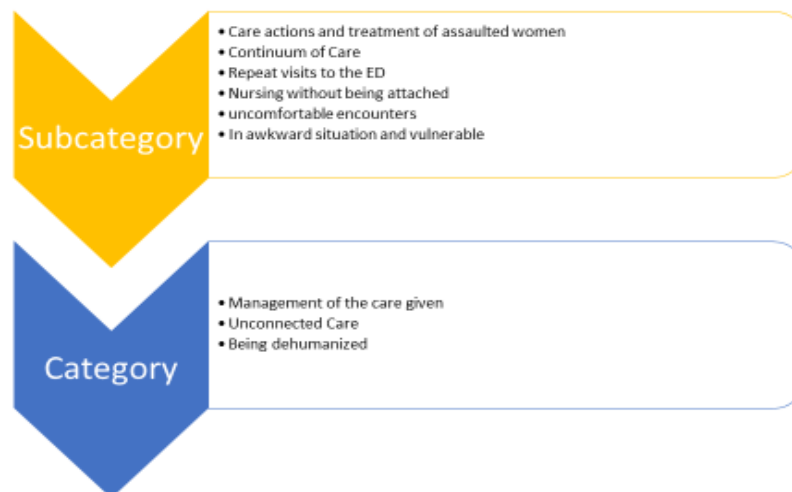 Subcategory
• Care actions and treatment of assaulted women
• Continuum of Care
• Repeat visits to the ED
• Nursing without being attached
• uncomfortable encounters
• In awkward situation and vulnerable
Category
• Management of the care given
• Unconnected Care
• Being dehumanized